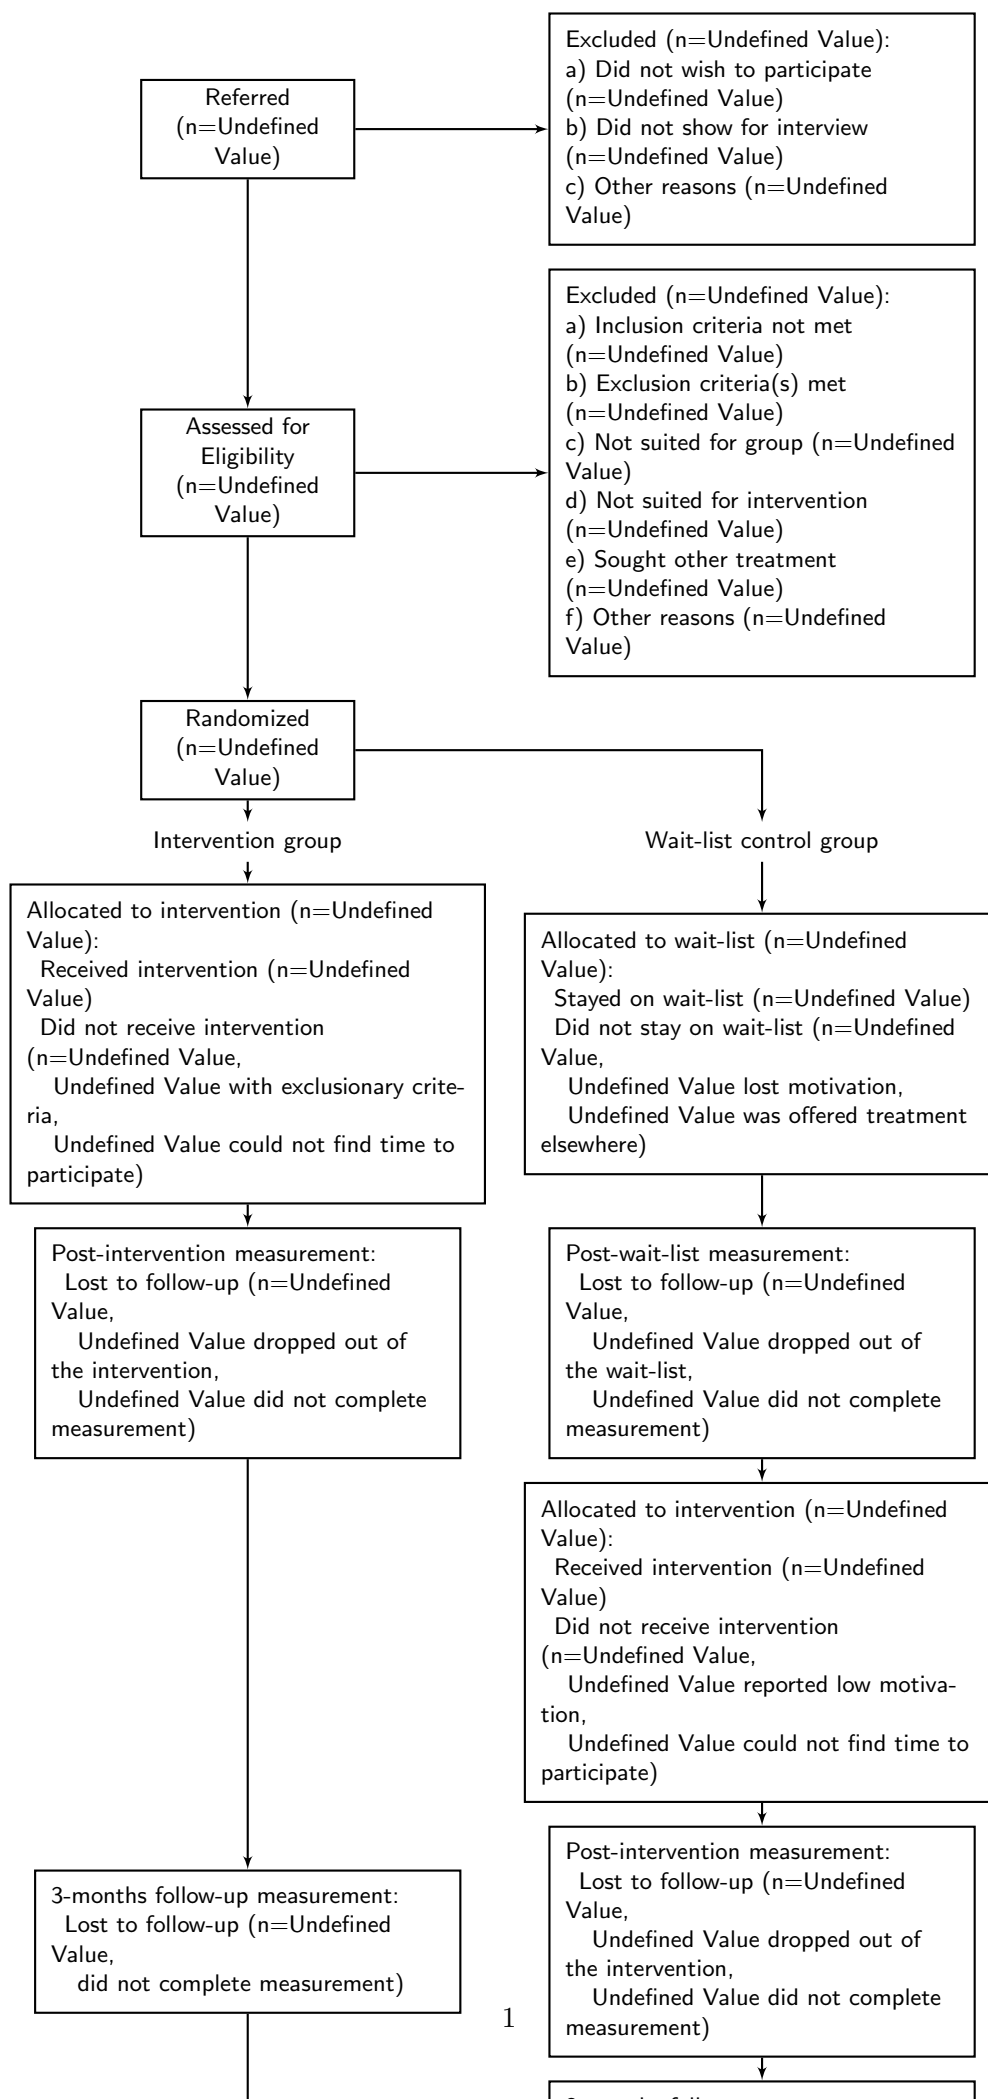 Referred
(n=Undefined
Value)
Excluded (n=Undefined Value):
a) Did not wish to participate
(n=Undefined Value)
b) Did not show for interview
(n=Undefined Value)
c) Other reasons (n=Undefined
Value)
Assessed for
Eligibility
(n=Undefined
Value)
Excluded (n=Undefined Value):
a) Inclusion criteria not met
(n=Undefined Value)
b) Exclusion criteria(s) met
(n=Undefined Value)
c) Not suited for group (n=Undefined
Value)
d) Not suited for intervention
(n=Undefined Value)
e) Sought other treatment
(n=Undefined Value)
f) Other reasons (n=Undefined
Value)
Randomized
(n=Undefined
Value)
Intervention group
Wait-list control group
Allocated to intervention (n=Undefined
Value):
Received intervention (n=Undefined
Value)
Did not receive intervention
(n=Undefined Value,
Undefined Value with exclusionary crite-
ria,
Undefined Value could not find time to
participate)
Allocated to wait-list (n=Undefined
Value):
Stayed on wait-list (n=Undefined Value)
Did not stay on wait-list (n=Undefined
Value,
Undefined Value lost motivation,
Undefined Value was offered treatment
elsewhere)
Post-intervention measurement:
Lost to follow-up (n=Undefined
Value,
Undefined Value dropped out of
the intervention,
Undefined Value did not complete
measurement)
Post-wait-list measurement:
Lost to follow-up (n=Undefined
Value,
Undefined Value dropped out of
the wait-list,
Undefined Value did not complete
measurement)
Allocated to intervention (n=Undefined
Value):
Received intervention (n=Undefined
Value)
Did not receive intervention
(n=Undefined Value,
Undefined Value reported low motiva-
tion,
Undefined Value could not find time to
participate)
3-months follow-up measurement:
Lost to follow-up (n=Undefined
Value,
did not complete measurement)
Post-intervention measurement:
Lost to follow-up (n=Undefined
Value,
Undefined Value dropped out of
the intervention,
Undefined Value did not complete
measurement)
1